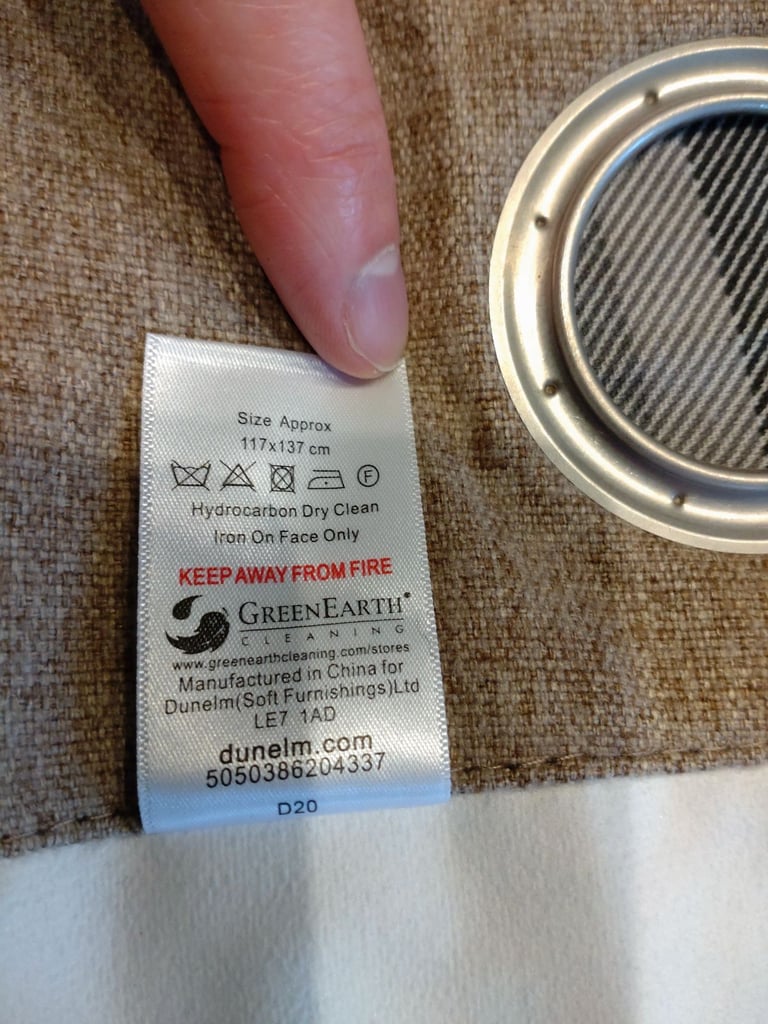 Size Approx
117x137 cm
F
Hydrocarbon Dry Clean
Iron On Face Only
KEEP AWAY FROM FIRE
GREENEARTH®
CLEANING
www.greenearthcleaning.com/stores
Manufactured in China for
Dunelm(Soft Furnishings)Ltd
LE7 1AD
dunelm.com
5050386204337
D20